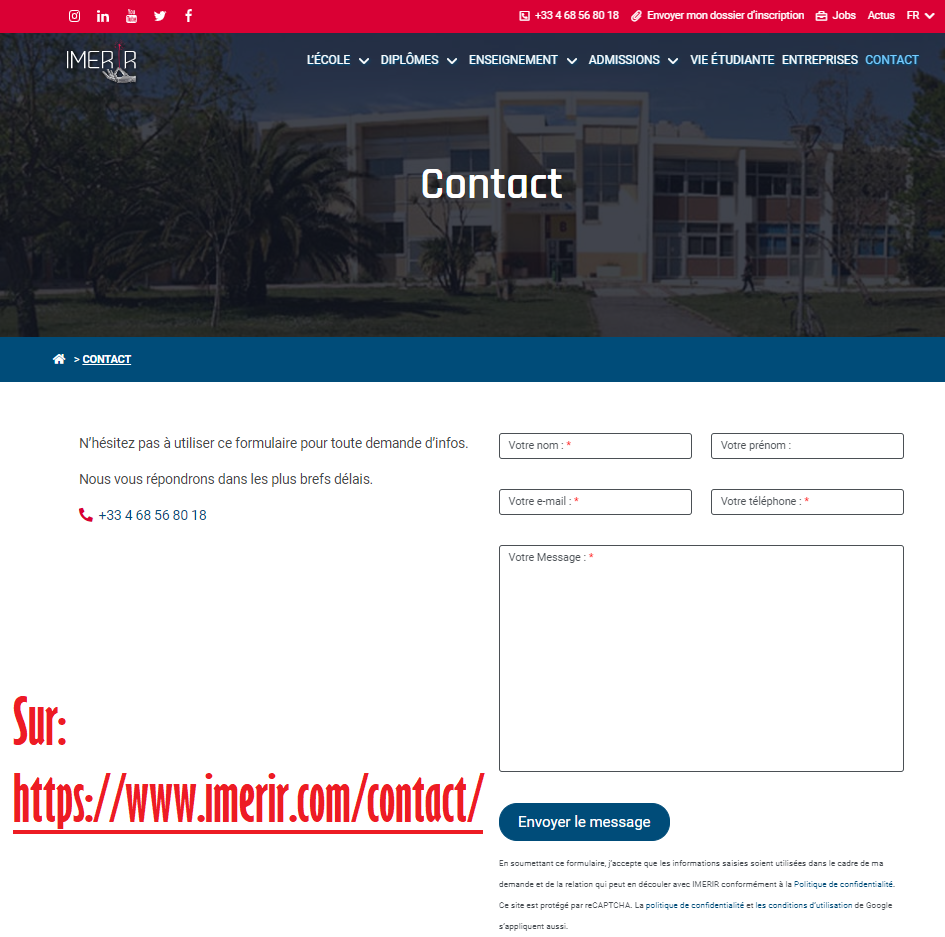 +33 4 68 56 80 18 Envoyer mon dossier d'inscription Jobs Actus FR
IMERIR
L'ÉCOLE DIPLÔMES ENSEIGNEMENT ADMISSIONS VIE ÉTUDIANTE ENTREPRISES CONTACT
Contact
> CONTACT
N'hésitez pas à utiliser ce formulaire pour toute demande d'infos.
Nous vous répondrons dans les plus brefs délais.
+33 4 68 56 80 18
Votre nom : * Votre prénom :
Votre e-mail : * Votre téléphone : *
Votre Message : *
Sur:
https://www.imerir.com/contact/
Envoyer le message
En soumettant ce formulaire, j'accepte que les informations saisies soient utilisées dans le cadre de ma
demande et de la relation qui peut en découler avec IMERIR conformément à la Politique de confidentialité.
Ce site est protégé par reCAPTCHA. La politique de confidentialité et les conditions d'utilisation de Google
s'appliquent aussi.